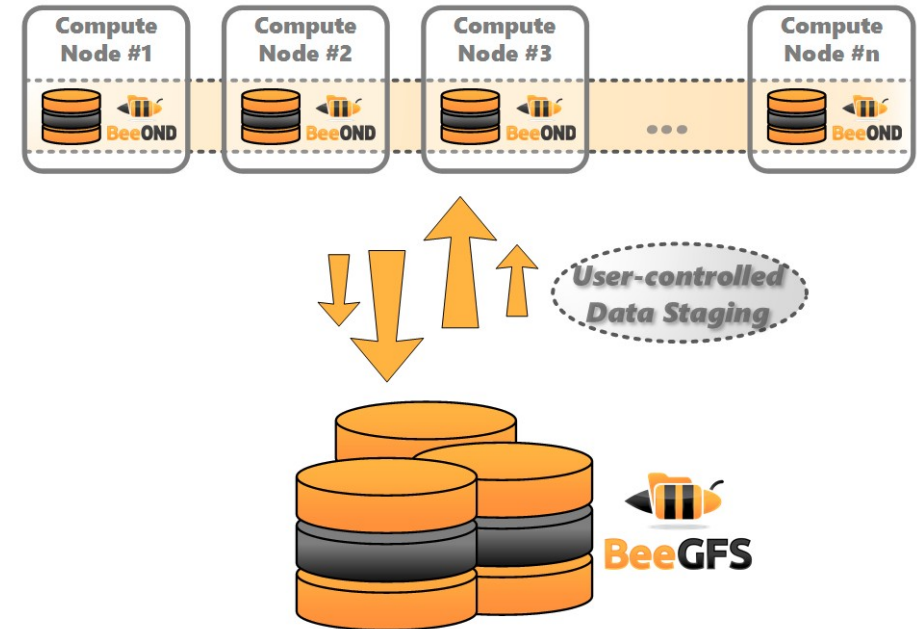 Compute
Node #1
Compute
Node #2
Compute
Node #3
Compute
Node #n
BeeOND
BeeOND
BeeOND
...
BeeOND
User-controlled
Data Staging
BeeGFS